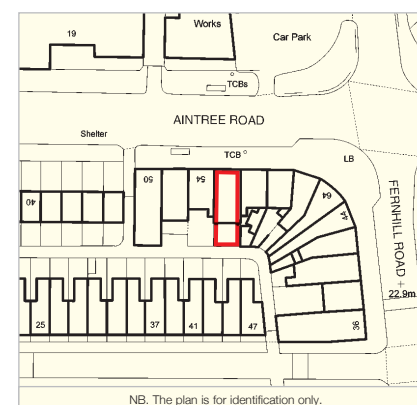 19
Works
Car Park
TCBs
AINTREE ROAD
Shelter
TCB
LB
50
54
40
64
44
FERNHILL ROAD
22.9m
25
37
41
47
36
NB. The plan is for identification only.